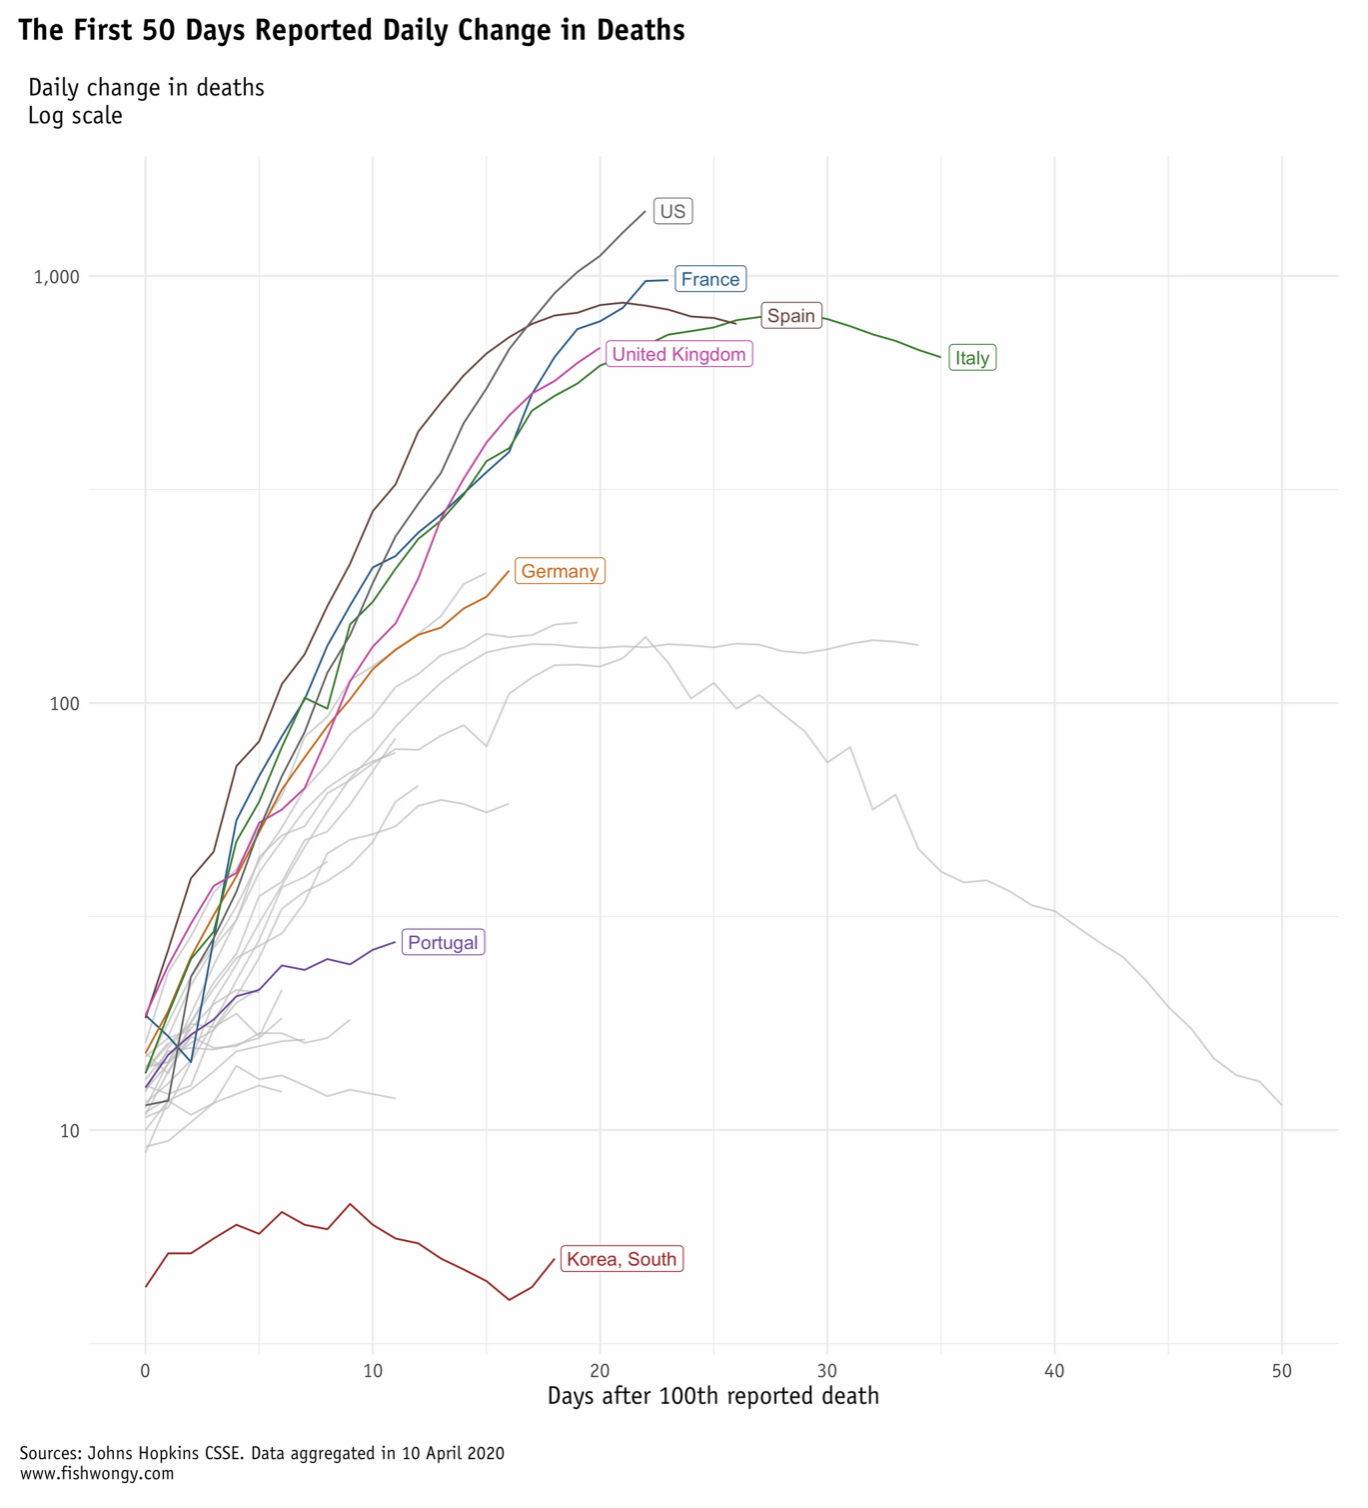 The First 50 Days Reported Daily Change in Deaths
Daily change in deaths
Log scale
US
1,000
France
Spain
United Kingdom
Italy
Germany
100
Portugal
10
Korea, South
0 10 20 30 40 50
Days after 100th reported death
Sources: Johns Hopkins CSSE. Data aggregated in 10 April 2020
www.fishwongy.com